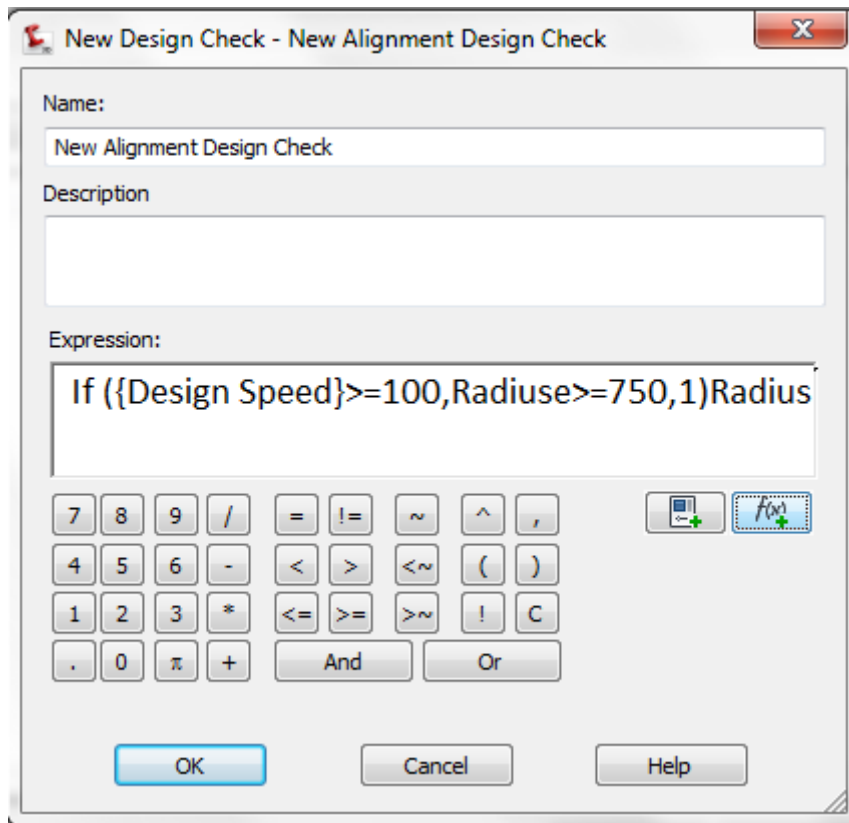 New Design Check - New Alignment Design Check
Name:
New Alignment Design Check
Description
Expression:
If ({Design Speed}>=100,Radiuse>=750,1)Radius
7 8 9 / = != ~ ^ , f(x)
4 5 6 - < > <~ ( )
1 2 3 * <= >= >~ ! C
. 0 π + And Or
OK Cancel Help